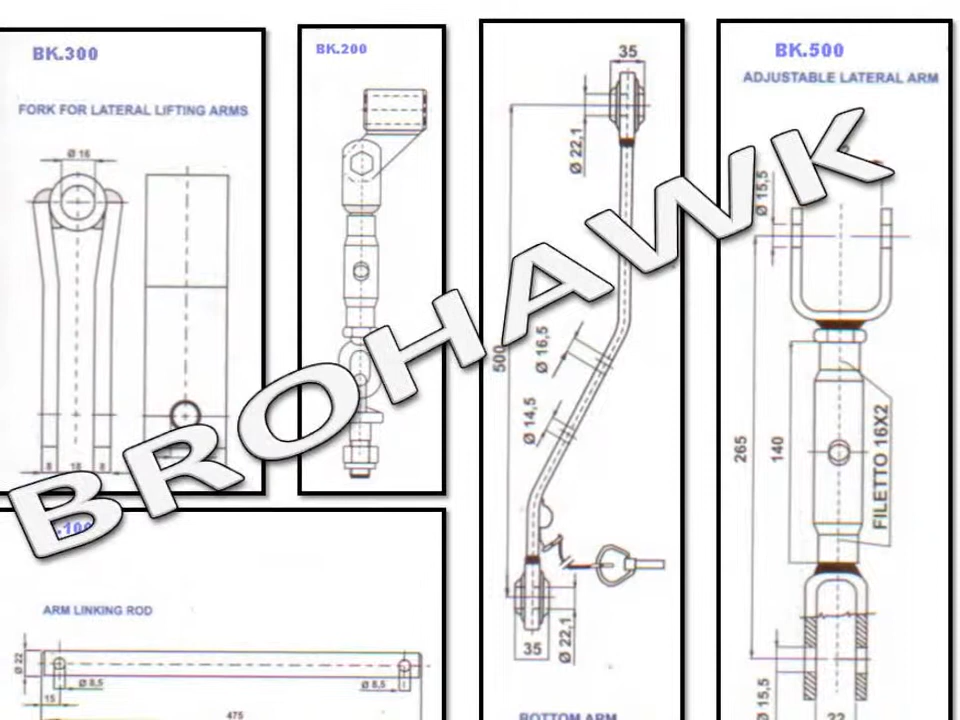 BK.300
FORK FOR LATERAL LIFTING ARMS
Ø 16
8
18
8
BK.200
35
Ø 22,1
500
Ø 16,5
Ø 14,5
35
Ø 22,1
BOTTOM ARM
BK.500
ADJUSTABLE LATERAL ARM
Ø 15,5
265
140
FILETTO 16X2
Ø 15,5
22
BROHAWK
ARM LINKING ROD
Ø 22
Ø 8,5
Ø 8,5
15
475